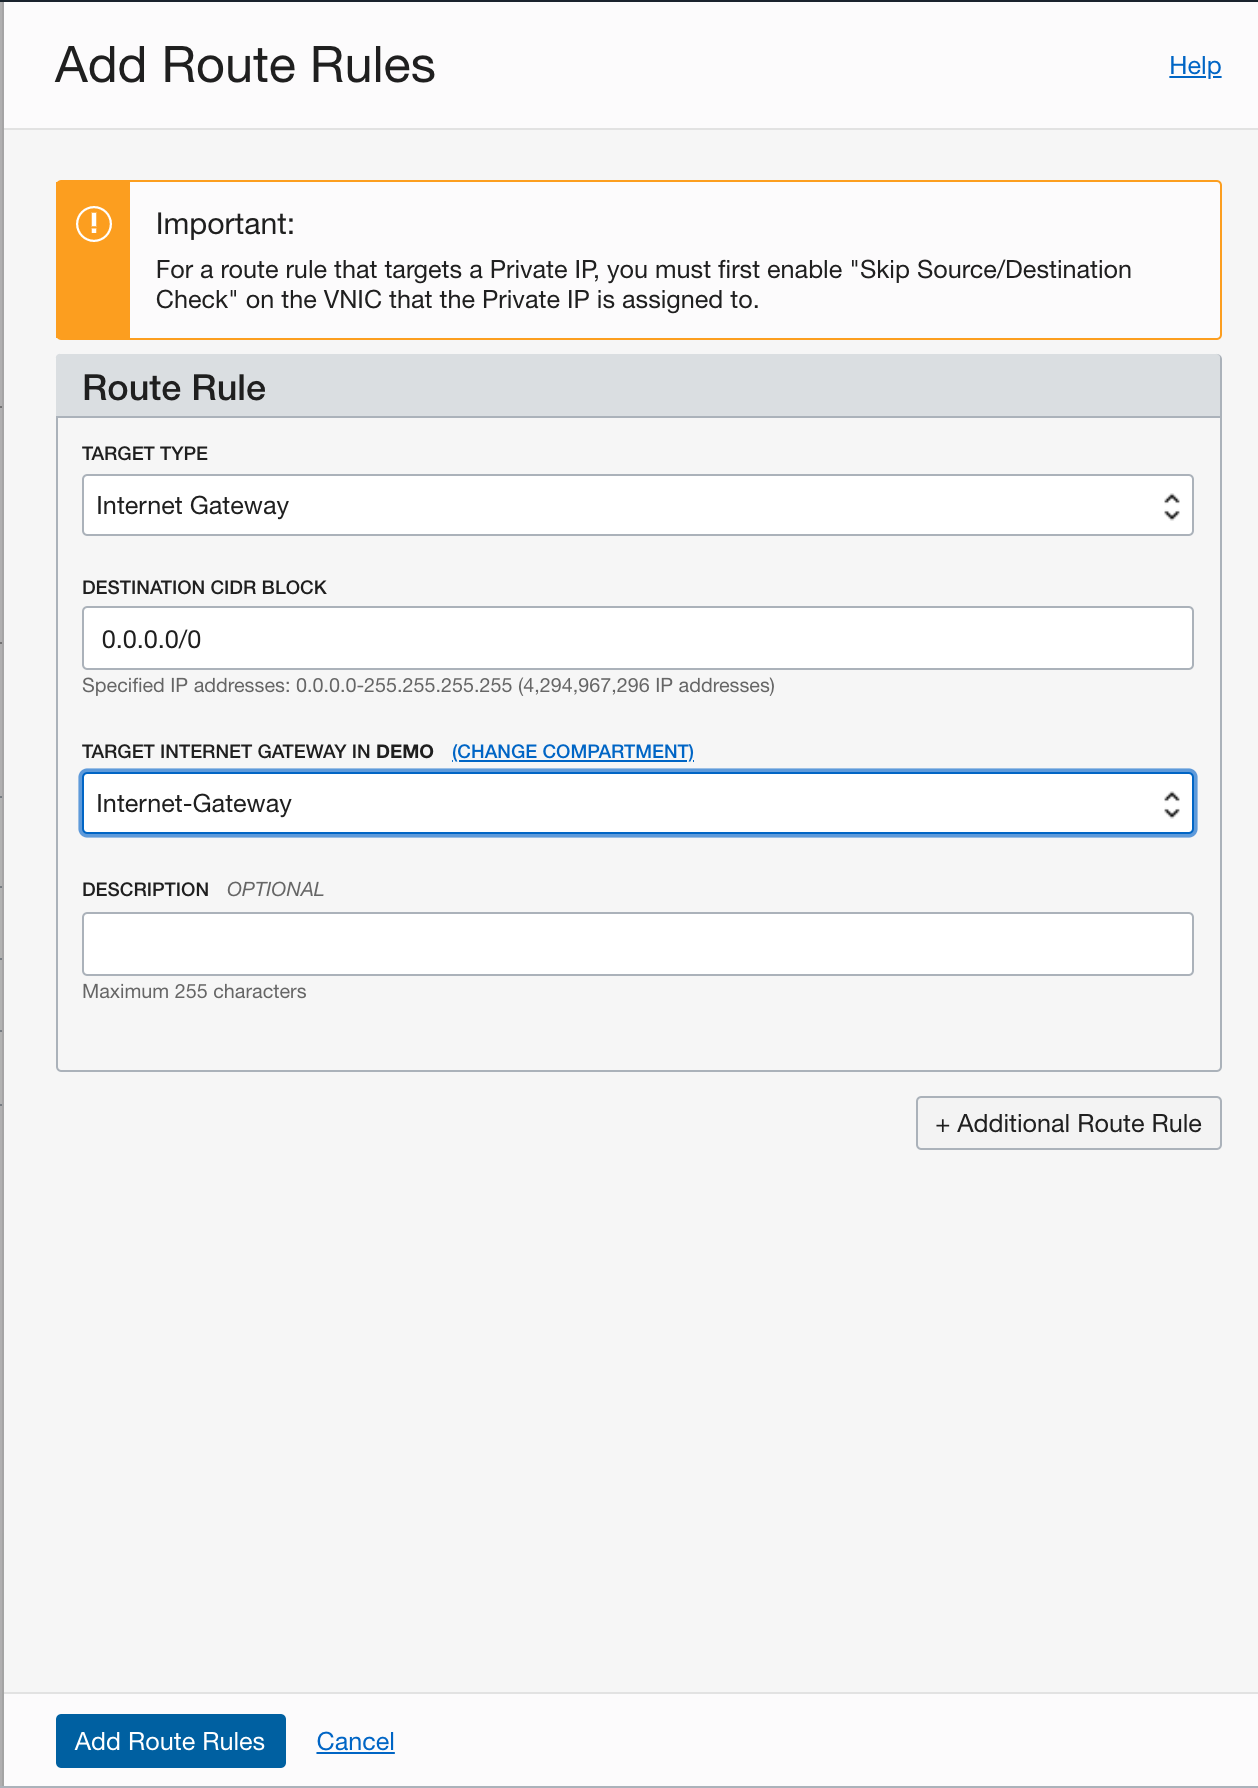 Add Route Rules
Help
Important:
For a route rule that targets a Private IP, you must first enable "Skip Source/Destination
Check" on the VNIC that the Private IP is assigned to.
Route Rule
TARGET TYPE
Internet Gateway
DESTINATION CIDR BLOCK
0.0.0.0/0
Specified IP addresses: 0.0.0.0-255.255.255.255 (4,294,967,296 IP addresses)
TARGET INTERNET GATEWAY IN DEMO (CHANGE COMPARTMENT)
Internet-Gateway
DESCRIPTION OPTIONAL
Maximum 255 characters
+ Additional Route Rule
Add Route Rules Cancel